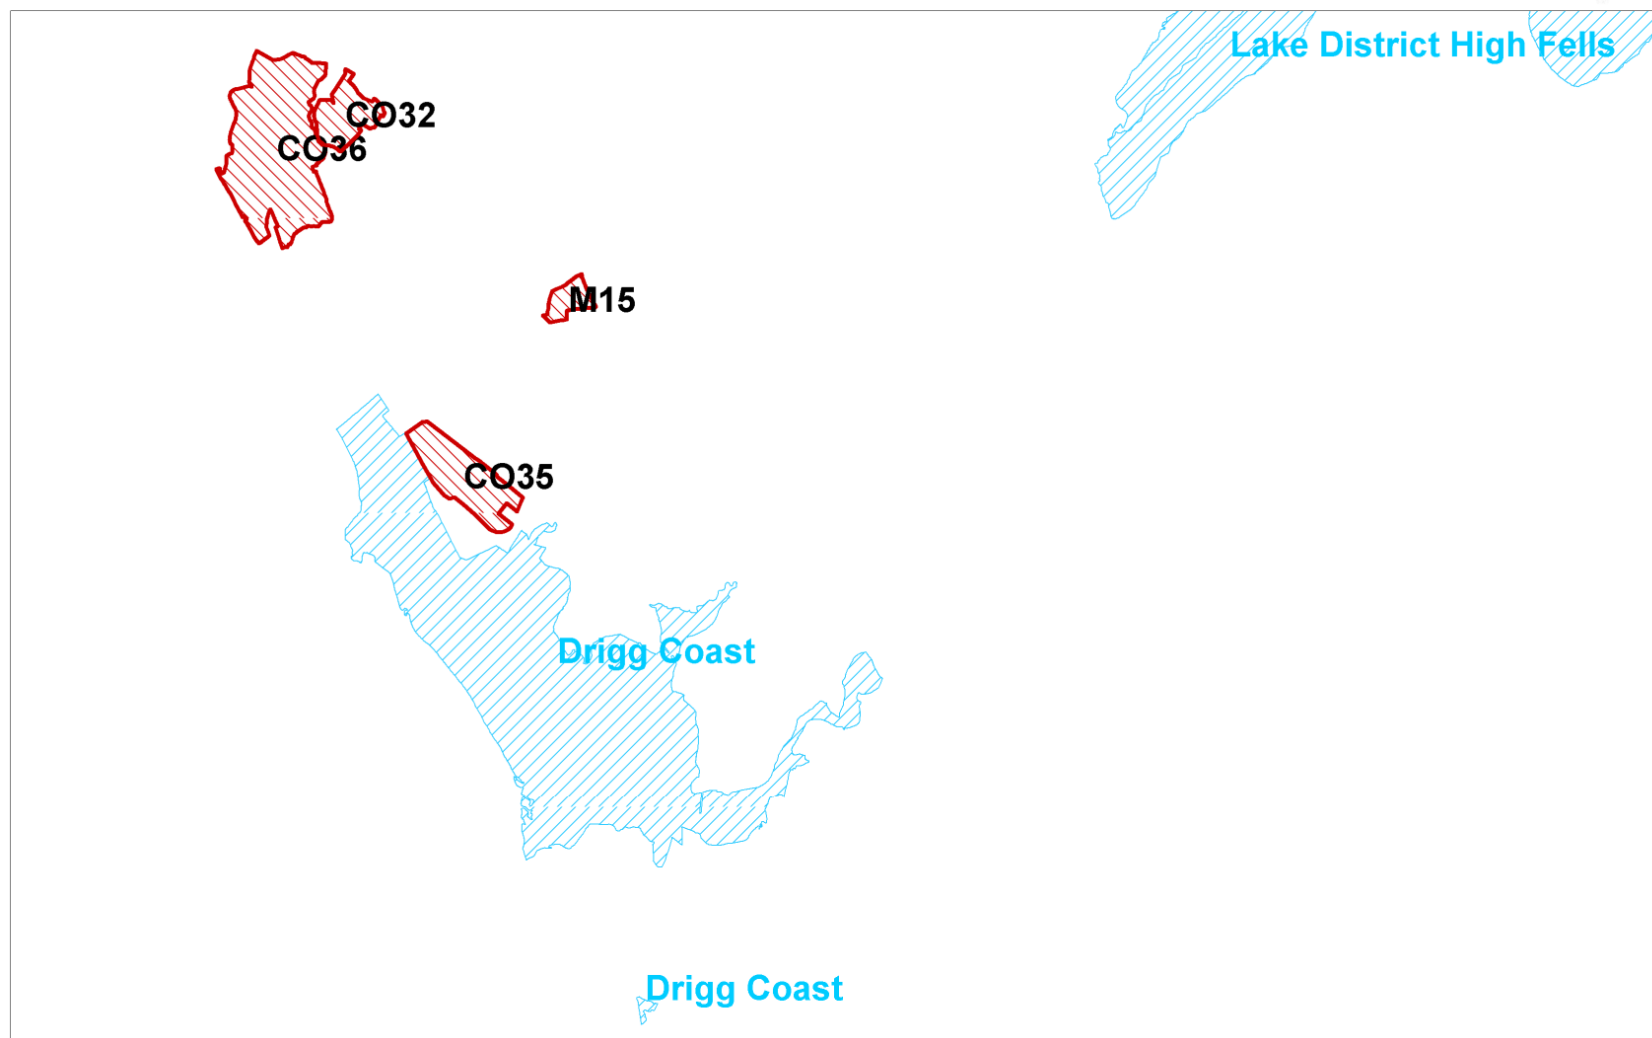 Lake District High Fells
CO32
CO36
M15
CO35
Drigg Coast
Drigg Coast